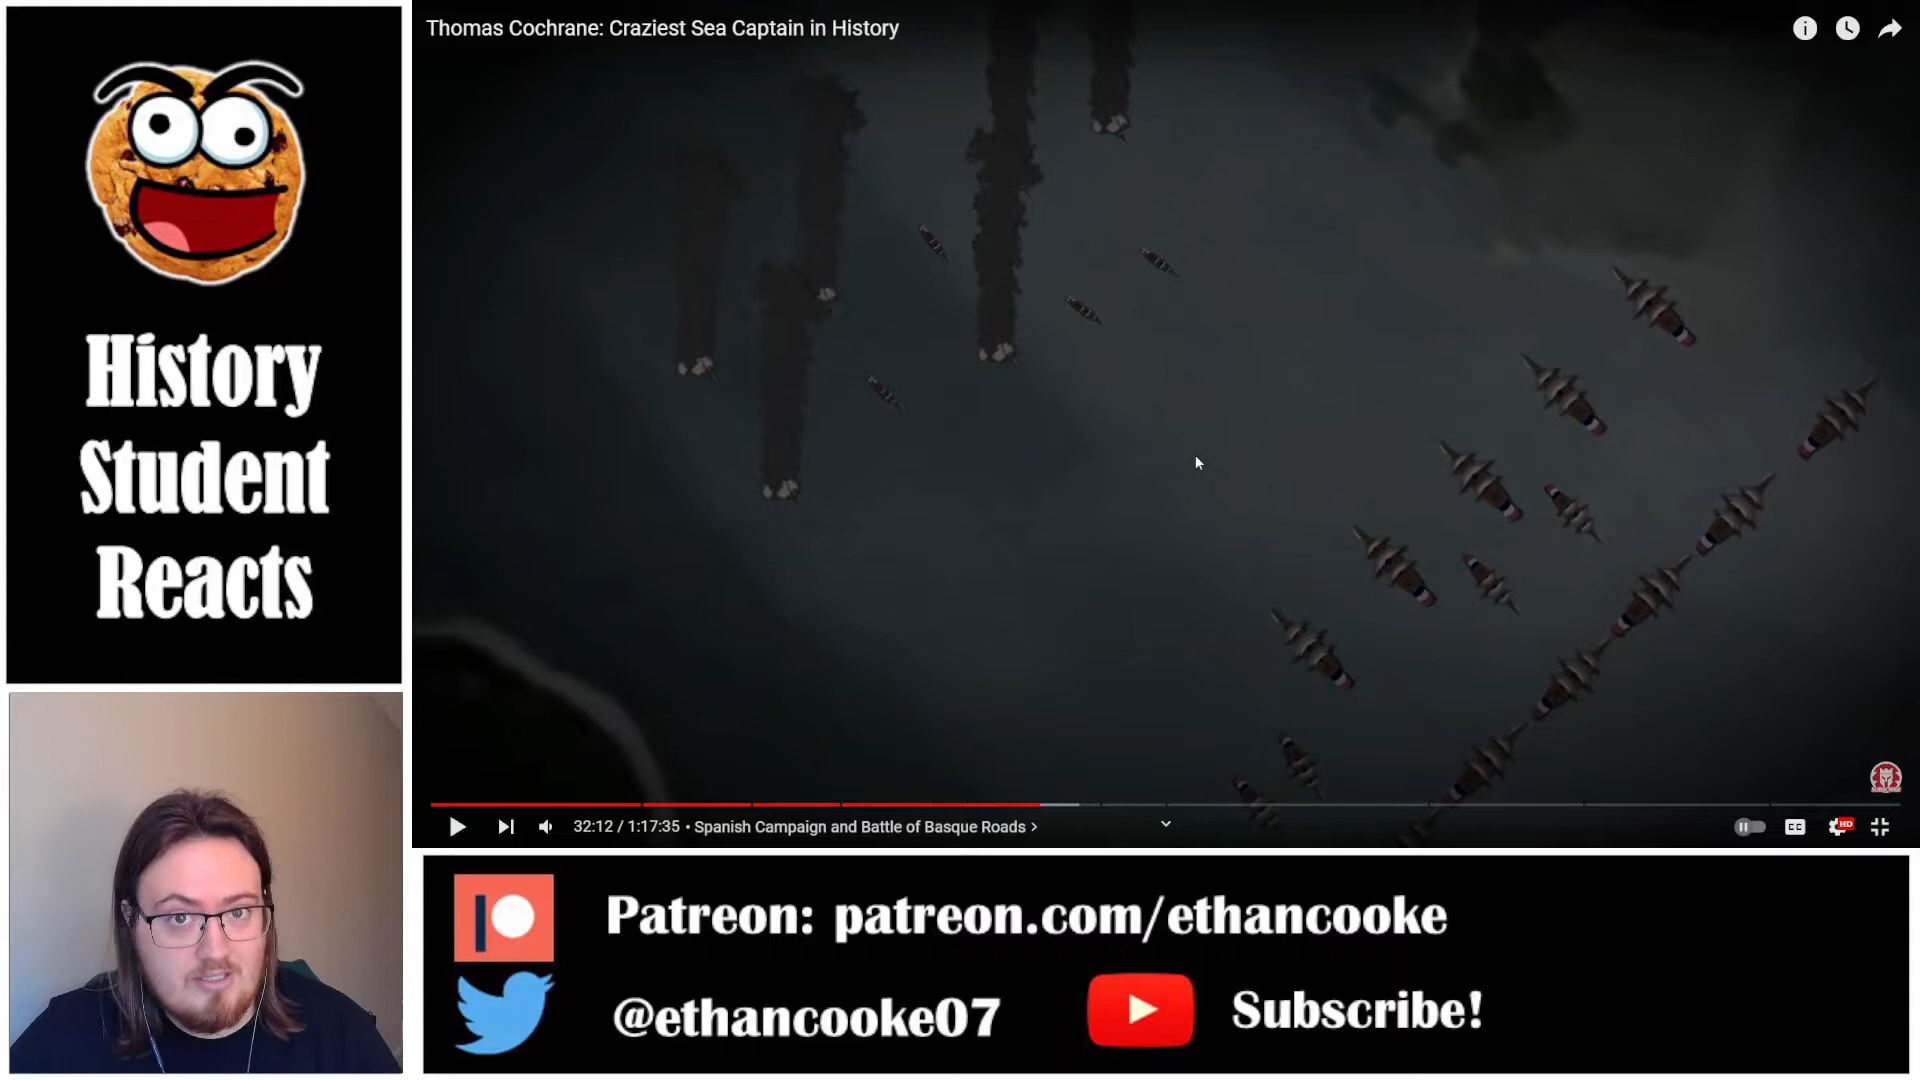 Thomas Cochrane: Craziest Sea Captain in History
History
Student
Reacts
32:12 / 1:17:35 • Spanish Campaign and Battle of Basque Roads >
CC
HD
Patreon: patreon.com/ethancooke
@ethancooke07
Subscribe!